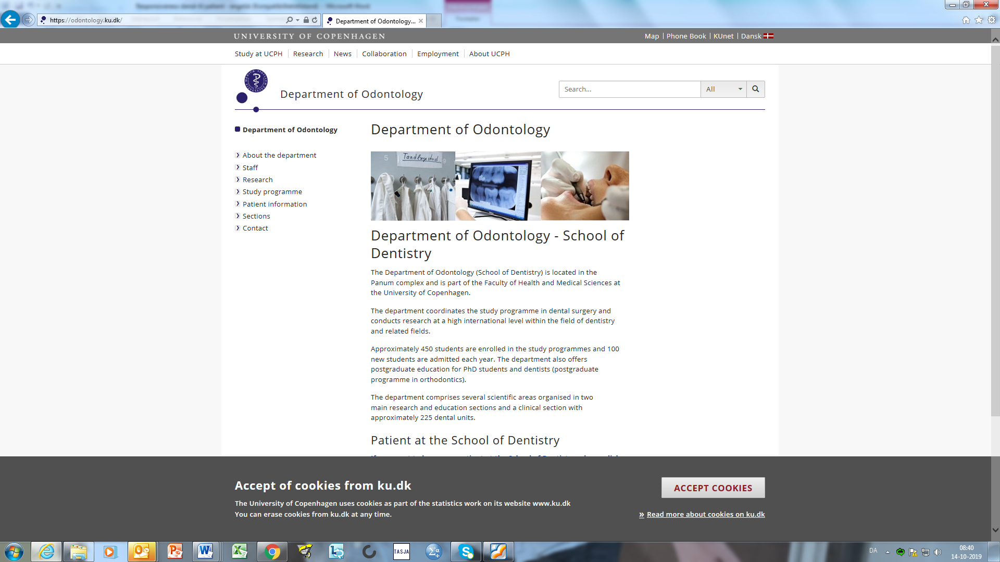 https://odontology.ku.dk/
Department of Odontology...
UNIVERSITY OF COPENHAGEN
Map
Phone Book
KUnet
Dansk
Study at UCPH
Research
News
Collaboration
Employment
About UCPH
Department of Odontology
Search...
All
Department of Odontology
About the department
Staff
Research
Study programme
Patient information
Sections
Contact
Department of Odontology
5
9
Department of Odontology - School of
Dentistry
The Department of Odontology (School of Dentistry) is located in the
Panum complex and is part of the Faculty of Health and Medical Sciences at
the University of Copenhagen.
The department coordinates the study programme in dental surgery and
conducts research at a high international level within the field of dentistry
and related fields.
Approximately 450 students are enrolled in the study programmes and 100
new students are admitted each year. The department also offers
postgraduate education for PhD students and dentists (postgraduate
programme in orthodontics).
The department comprises several scientific areas organised in two
main research and education sections and a clinical section with
approximately 225 dental units.
Patient at the School of Dentistry
Accept of cookies from ku.dk
The University of Copenhagen uses cookies as part of the statistics work on its website www.ku.dk
You can erase cookies from ku.dk at any time.
ACCEPT COOKIES
» Read more about cookies on ku.dk
TASJA
DA
08:40
14-10-2019